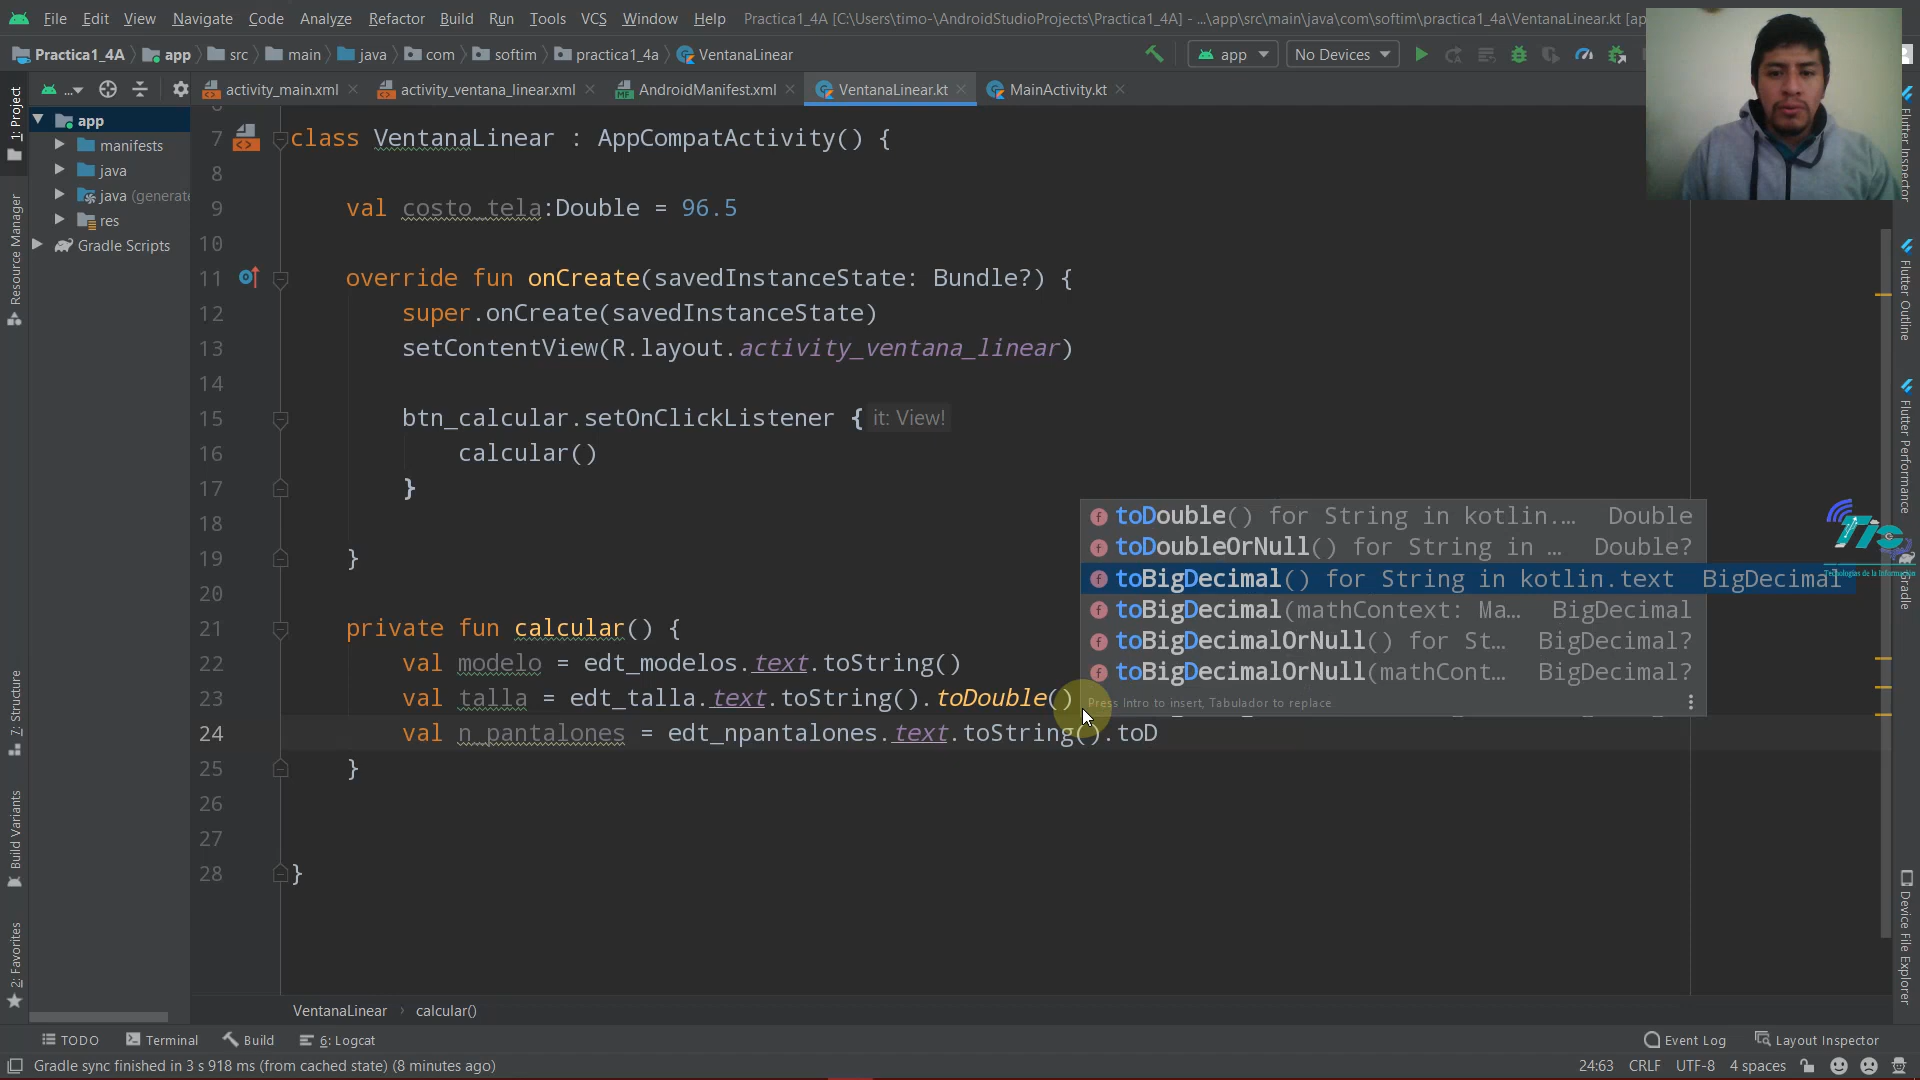 File Edit View Navigate Code Analyze Refactor Build Run Tools VCS Window Help Practica1_4A [C:\Users\timo-\AndroidStudioProjects\Practica1_4A] - ...\app\src\main\java\com\softim\practica1_4a\VentanaLinear.kt [app
Practica1_4A app src main java com softim practica1_4a VentanaLinear app No Devices
... activity_main.xml activity_ventana_linear.xml AndroidManifest.xml VentanaLinear.kt MainActivity.kt
1: Project
Resource Manager
7: Structure
Build Variants
2: Favorites
app
manifests
java
java (generate
res
Gradle Scripts
6
7 class VentanaLinear : AppCompatActivity() {
8
9 val costo_tela:Double = 96.5
10
11 override fun onCreate(savedInstanceState: Bundle?) {
12 super.onCreate(savedInstanceState)
13 setContentView(R.layout.activity_ventana_linear)
14
15 btn_calcular.setOnClickListener { it: View!
16 calcular()
17 }
18
19 }
20
21 private fun calcular() {
22 val modelo = edt_modelos.text.toString()
23 val talla = edt_talla.text.toString().toDouble()
24 val n_pantalones = edt_npantalones.text.toString().toD
25 }
26
27
28 }
toDouble() for String in kotlin.... Double
toDoubleOrNull() for String in ... Double?
toBigDecimal() for String in kotlin.text BigDecimal
toBigDecimal(mathContext: Ma... BigDecimal
toBigDecimalOrNull() for St... BigDecimal?
toBigDecimalOrNull(mathCont... BigDecimal?
Press Intro to insert, Tabulador to replace
Flutter Inspector
Flutter Outline
Flutter Performance
Gradle
Device File Explorer
TIC
Tecnologías de la Información
VentanaLinear › calcular()
TODO Terminal Build 6: Logcat Event Log Layout Inspector
Gradle sync finished in 3 s 918 ms (from cached state) (8 minutes ago) 24:63 CRLF UTF-8 4 spaces